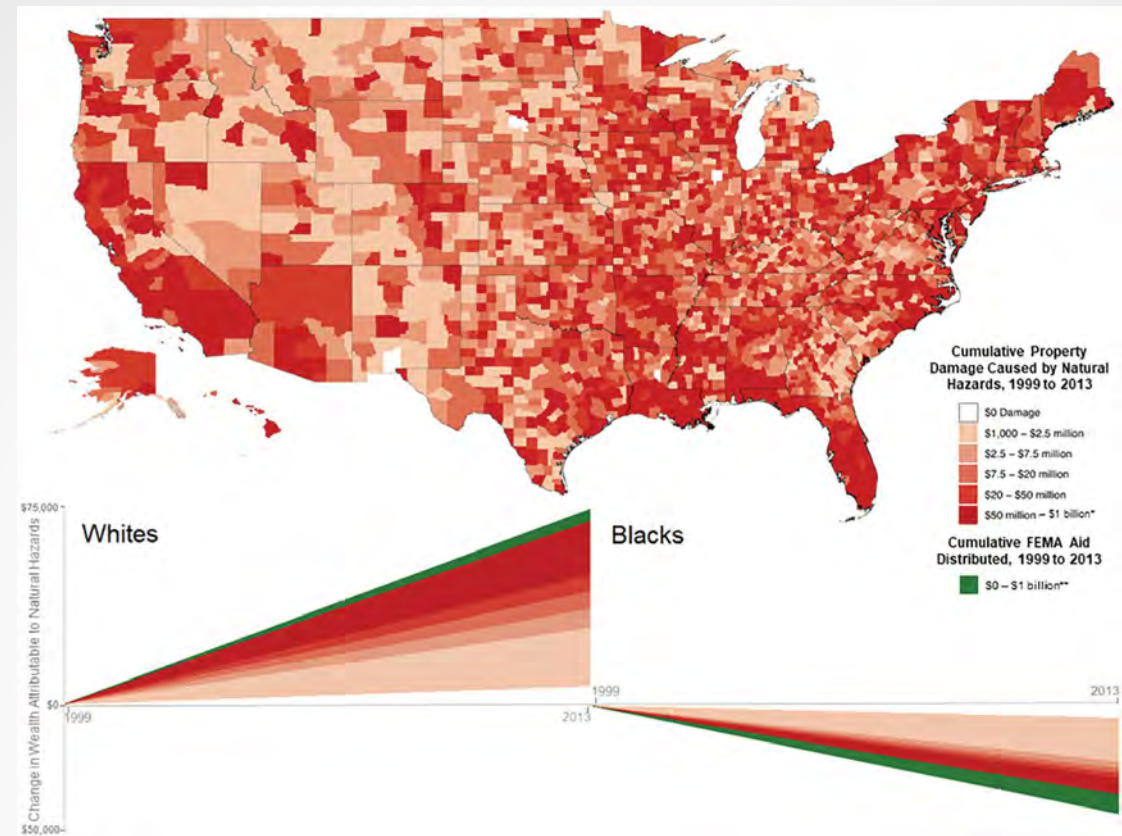 Cumulative Property
Damage Caused by Natural
Hazards, 1999 to 2013
$0 Damage
$1,000 – $2.5 million
$2.5 – $7.5 million
$7.5 – $20 million
$20 – $50 million
$50 million – $1 billion*
Cumulative FEMA Aid
Distributed, 1999 to 2013
$0 – $1 billion**
Change in Wealth Attributable to Natural Hazards
$75,000
$0
$50,000
Whites
1999
2013
Blacks
1999
2013